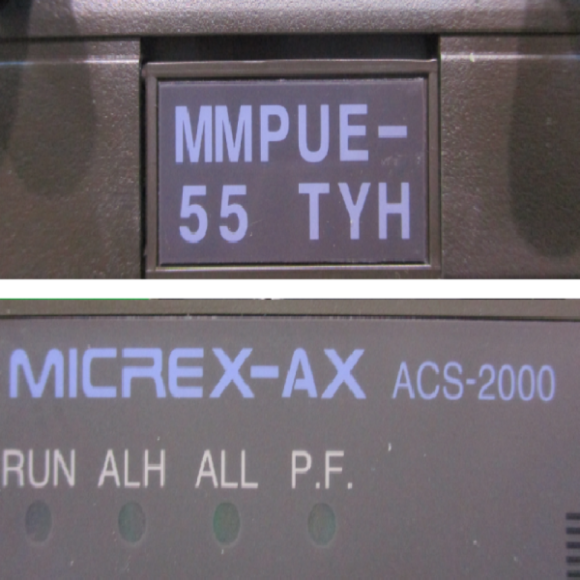 MMPUE-
55 TYH
MICREX-AX ACS-2000
RUN ALH ALL P.F.